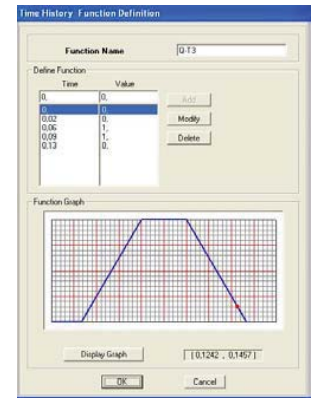 Time History Function Definition
Function Name Q-T3
Define Function
Time Value
0, 0,
0, 0,
0,02 0,
0,06 1,
0,09 1,
0,13 0,
Add
Modify
Delete
Function Graph
Display Graph [ 0,1242 , 0,1457 ]
OK Cancel